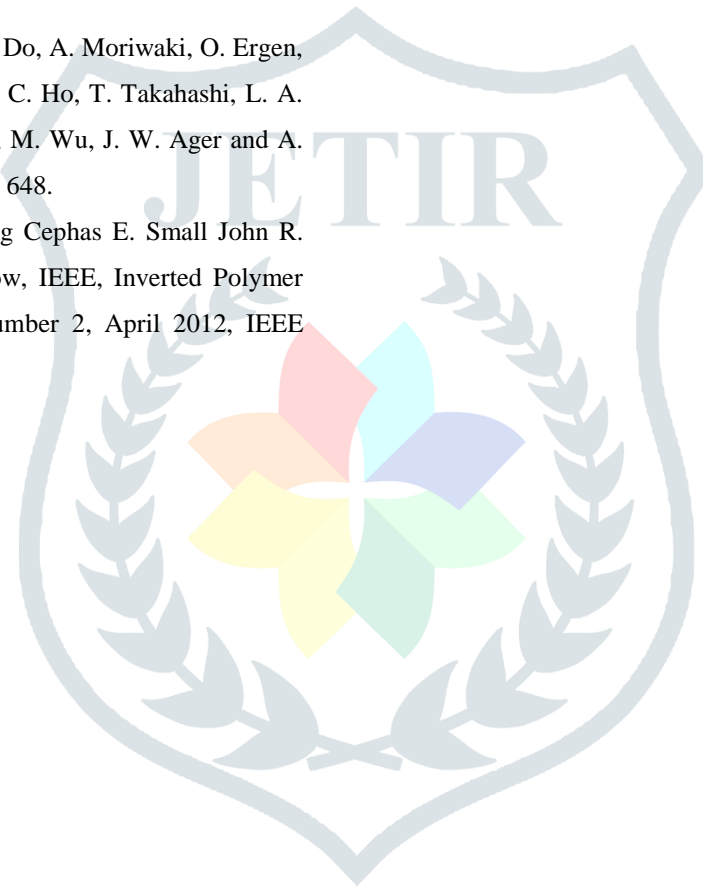 Do, A. Moriwaki, O. Ergen,
C. Ho, T. Takahashi, L. A.
M. Wu, J. W. Ager and A.
648.
g Cephas E. Small John R.
ow, IEEE, Inverted Polymer
umber 2, April 2012, IEEE
JETIR